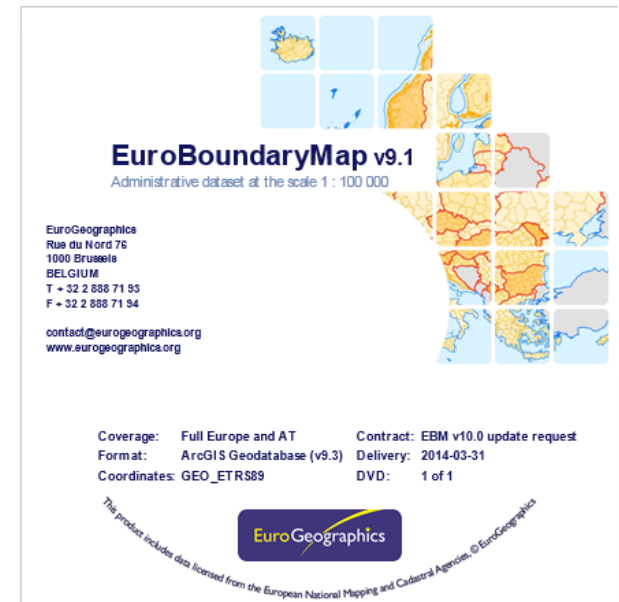 EuroBoundaryMap v9.1
Administrative dataset at the scale 1 : 100 000
EuroGeographics
Rue du Nord 76
1000 Brussels
BELGIUM
T + 32 2 888 71 93
F + 32 2 888 71 94
contact@eurogeographics.org
www.eurogeographics.org
Coverage: Full Europe and AT Contract: EBM v10.0 update request
Format: ArcGIS Geodatabase (v9.3) Delivery: 2014-03-31
Coordinates: GEO_ETRS89 DVD: 1 of 1
EuroGeographics
This product includes data licensed from the European National Mapping and Cadastral Agencies, © EuroGeographics